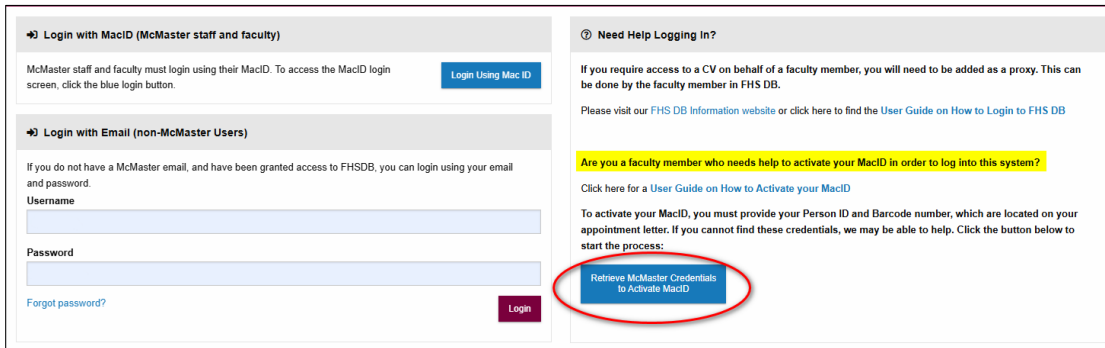 Login with MacID (McMaster staff and faculty)
McMaster staff and faculty must login using their MacID. To access the MacID login
screen, click the blue login button.
Login Using Mac ID
Login with Email (non-McMaster Users)
If you do not have a McMaster email, and have been granted access to FHSDB, you can login using your email
and password.
Username
Password
Forgot password?
Login
Need Help Logging In?
If you require access to a CV on behalf of a faculty member, you will need to be added as a proxy. This can
be done by the faculty member in FHS DB.
Please visit our FHS DB Information website or click here to find the User Guide on How to Login to FHS DB
Are you a faculty member who needs help to activate your MacID in order to log into this system?
Click here for a User Guide on How to Activate your MacID
To activate your MacID, you must provide your Person ID and Barcode number, which are located on your
appointment letter. If you cannot find these credentials, we may be able to help. Click the button below to
start the process:
Retrieve McMaster Credentials
to Activate MacID